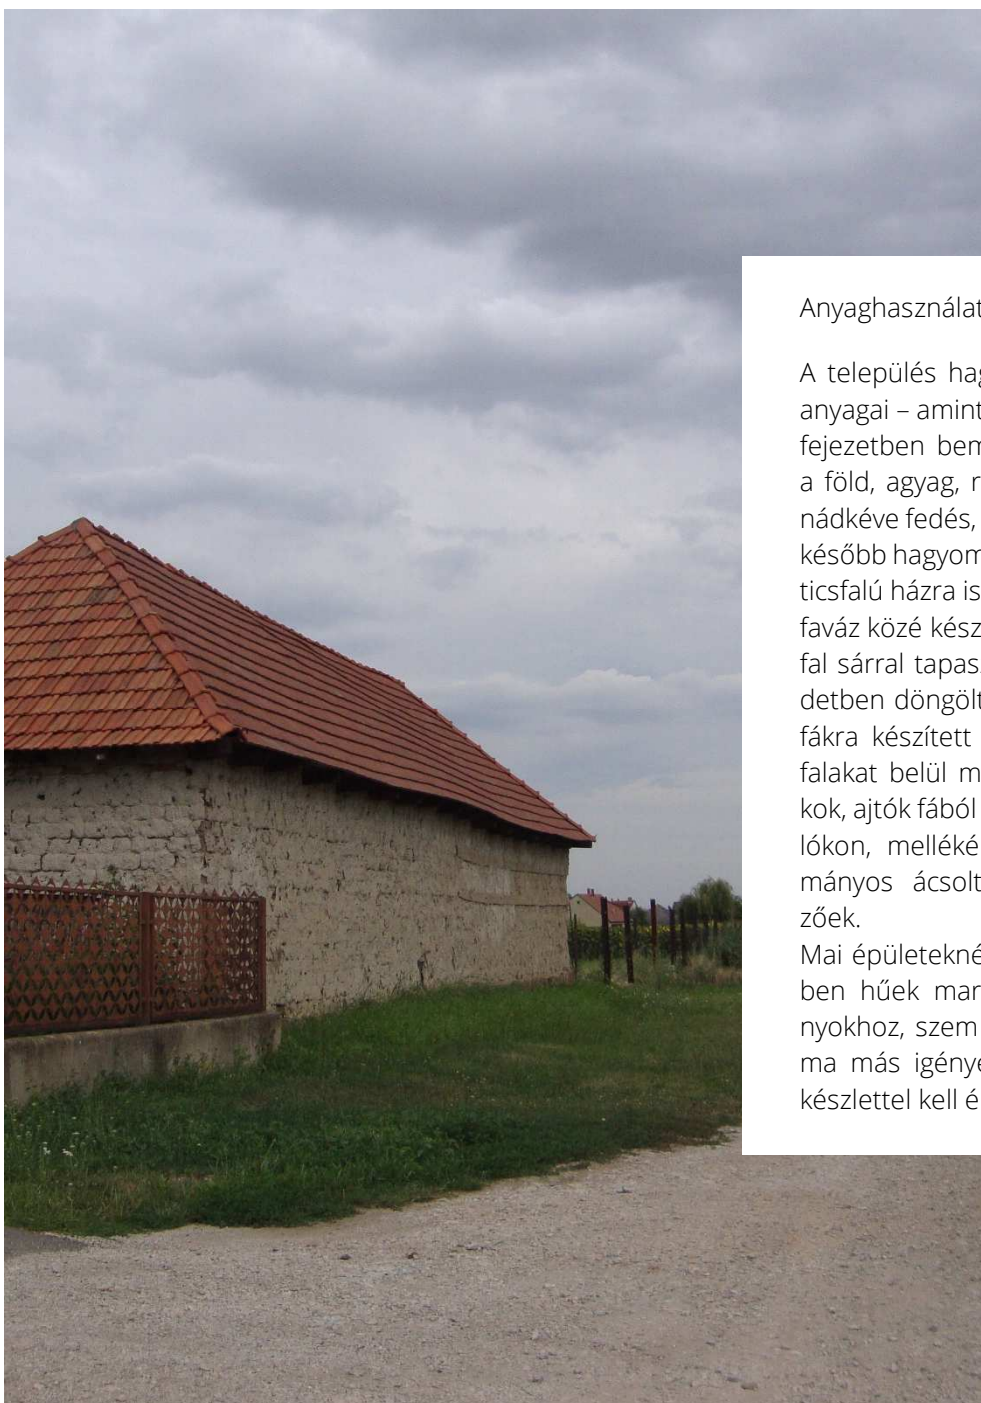 Anyaghasználat
A település hag
anyagai – amint
fejezetben bem
a föld, agyag, r
nádkéve fedés,
később hagyom
ticsfalú házra is
faváz közé kész
fal sárral tapas
detben döngölt
fákra készített
falakat belül m
kok, ajtók fából
lókon, melléké
mányos ácsolt
zőek.
Mai épületekné
ben hűek mar
nyokhoz, szem
ma más igénye
készlettel kell é